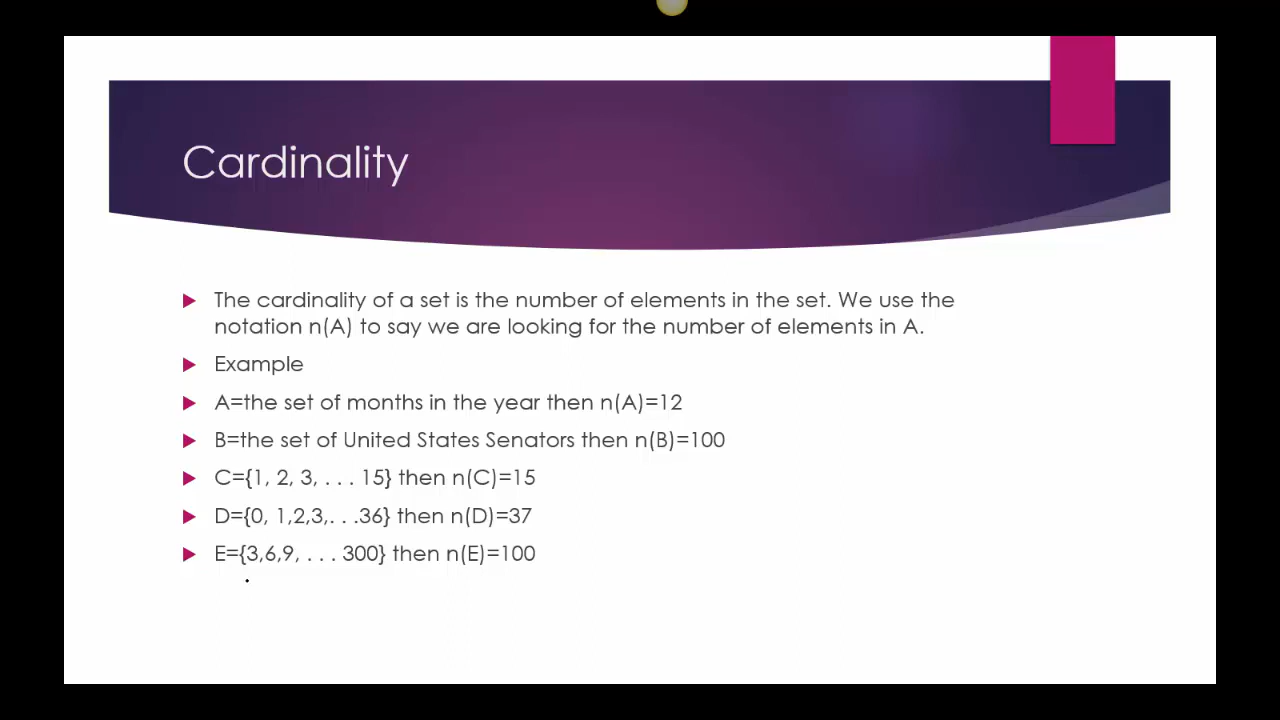 Cardinality
The cardinality of a set is the number of elements in the set. We use the
notation n(A) to say we are looking for the number of elements in A.
Example
A=the set of months in the year then n(A)=12
B=the set of United States Senators then n(B)=100
C={1, 2, 3, . . . 15} then n(C)=15
D={0, 1,2,3,. . .36} then n(D)=37
E={3,6,9, . . . 300} then n(E)=100